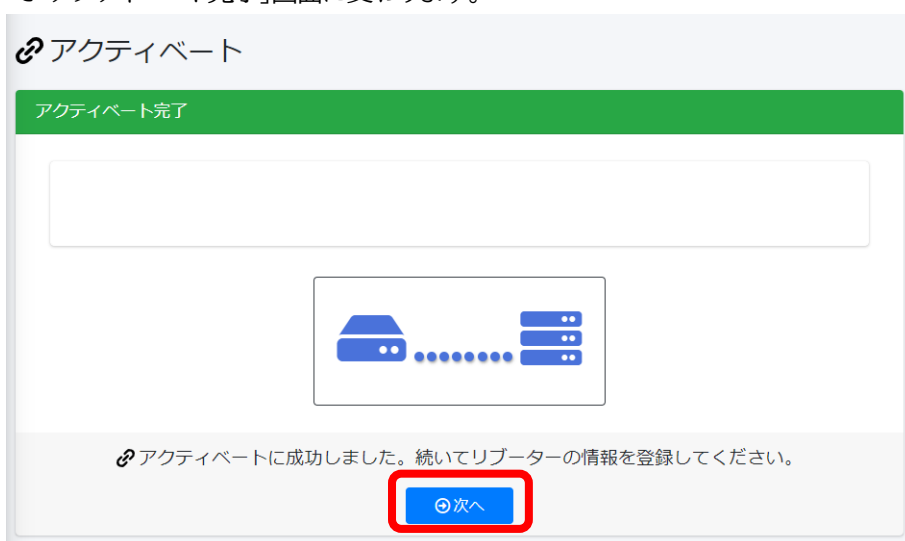 アクティベート
アクティベート完了
アクティベートに成功しました。続いてリブーターの情報を登録してください。
次へ